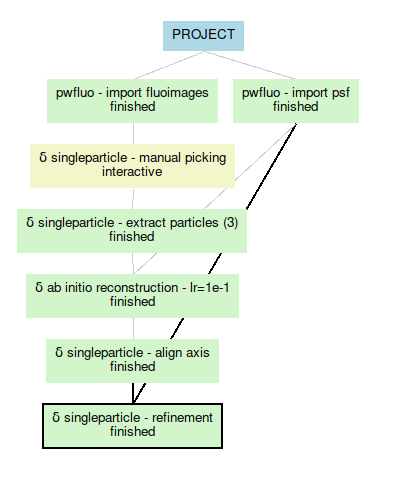 PROJECT
pwfluo - import fluoimages
finished
pwfluo - import psf
finished
δ singleparticle - manual picking
interactive
δ singleparticle - extract particles (3)
finished
δ ab initio reconstruction - lr=1e-1
finished
δ singleparticle - align axis
finished
δ singleparticle - refinement
finished